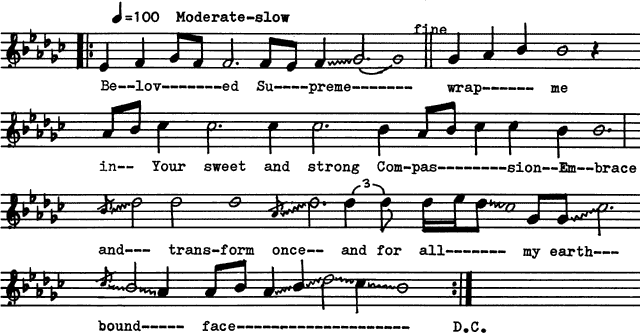 ♩=100 Moderate-slow
fine
Be--lov-------ed Su----preme------- wrap------ me
in-- Your sweet and strong Com-pas--------sion--Em--brace
3
and--- trans-form once-- and for all------- my earth---
bound----- face----------------------- D.C.